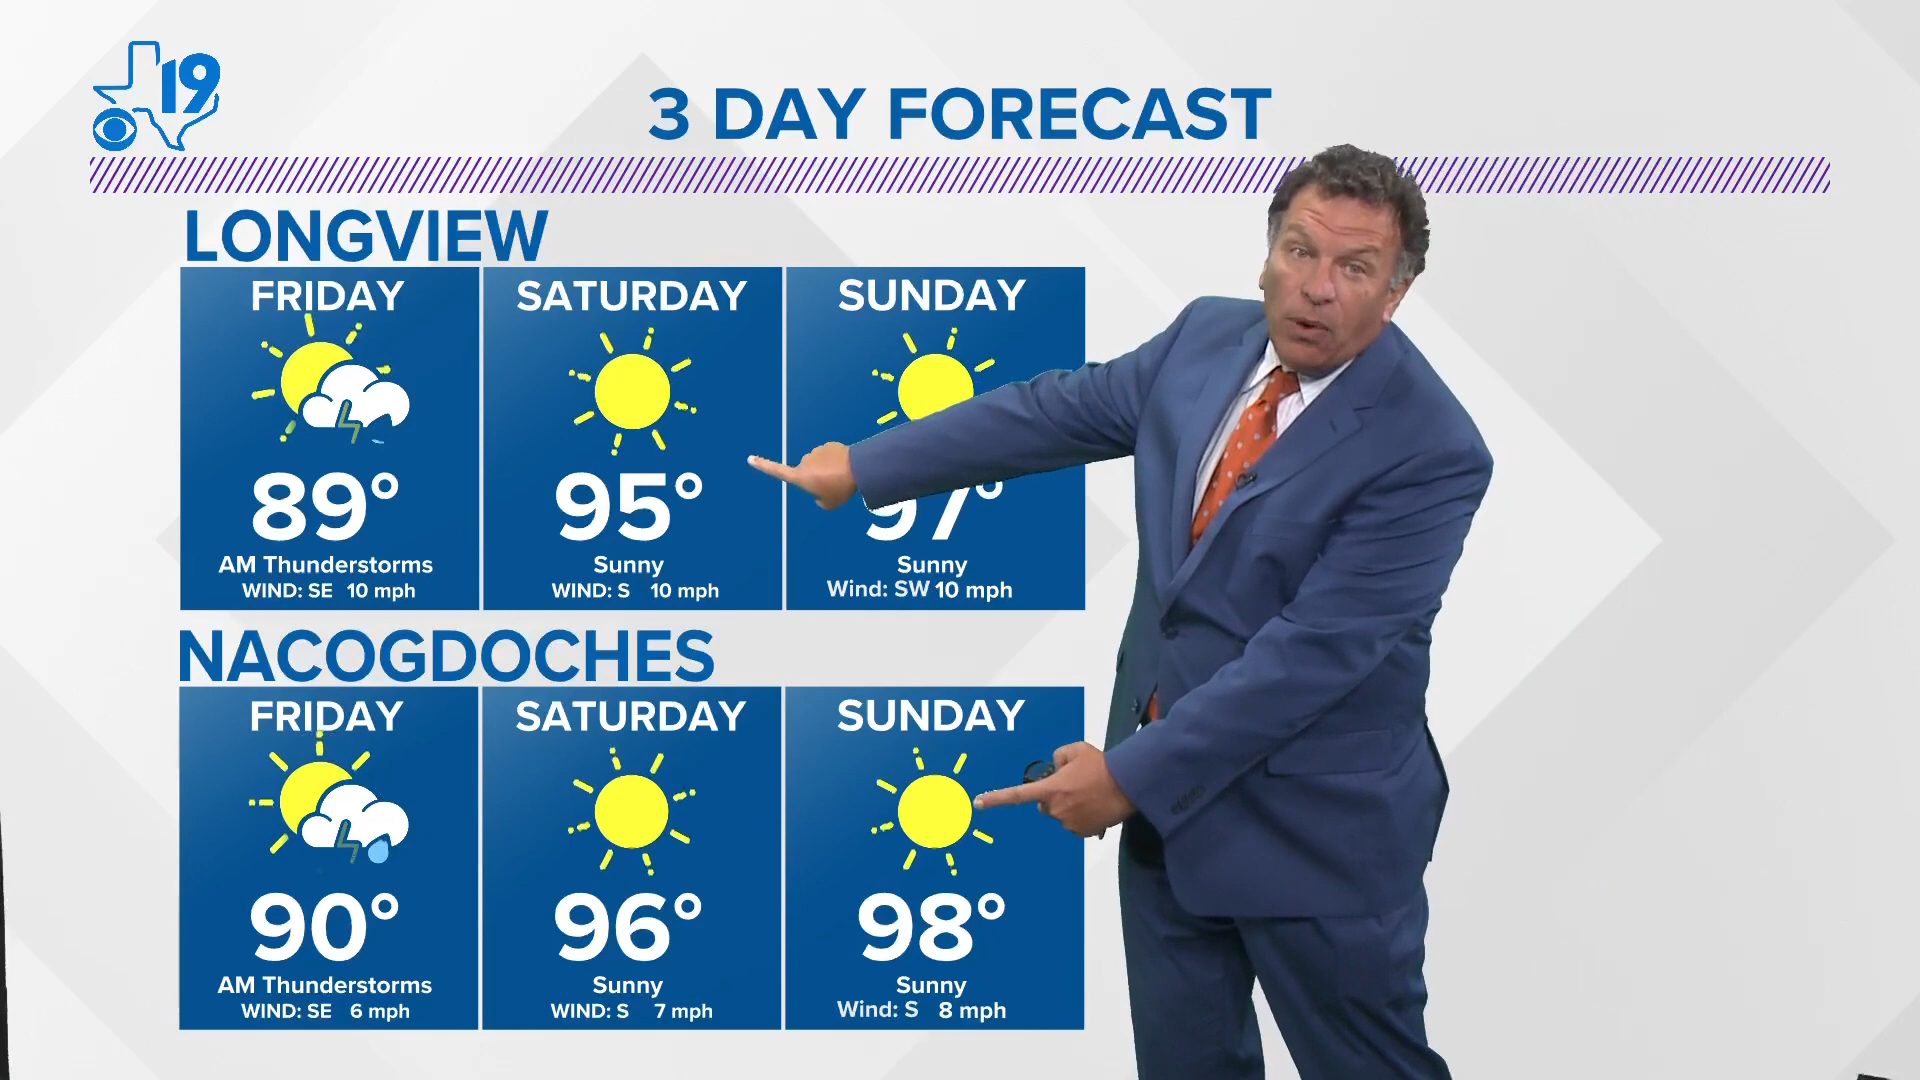 19
3 DAY FORECAST
LONGVIEW
FRIDAY SATURDAY SUNDAY
89° 95° 97°
AM Thunderstorms Sunny Sunny
WIND: SE 10 mph WIND: S 10 mph Wind: SW 10 mph
NACOGDOCHES
FRIDAY SATURDAY SUNDAY
90° 96° 98°
AM Thunderstorms Sunny Sunny
WIND: SE 6 mph WIND: S 7 mph Wind: S 8 mph